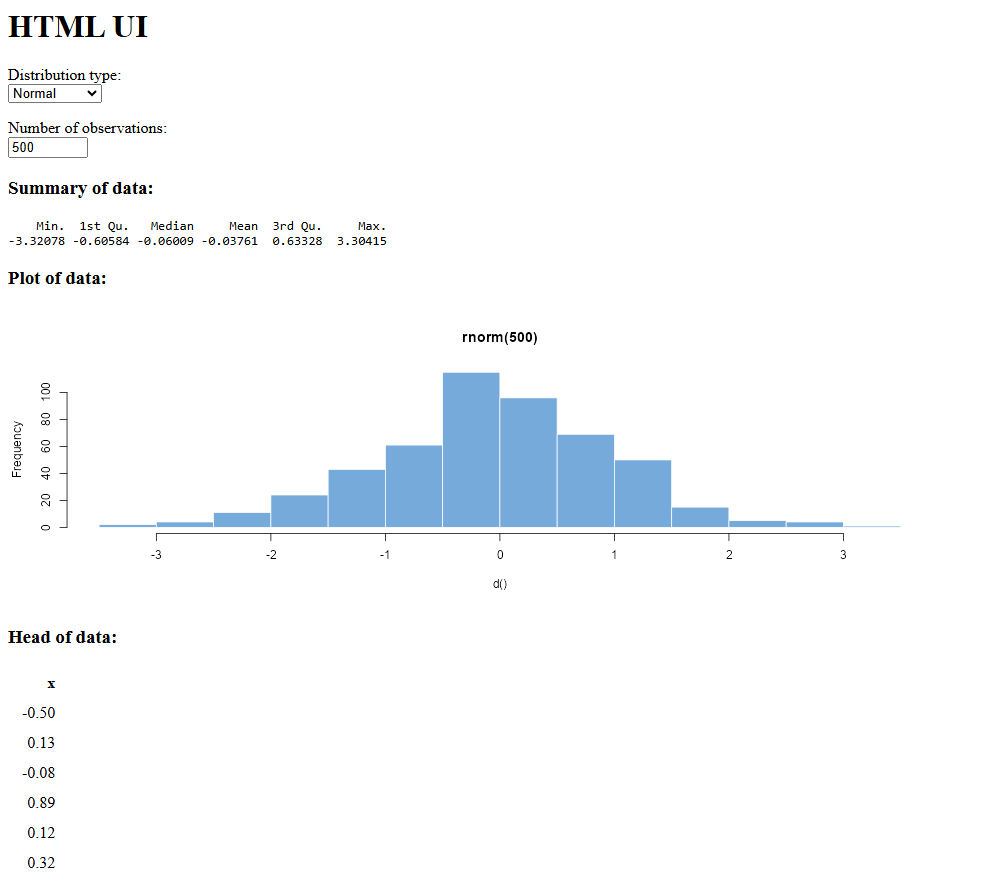 HTML UI
Distribution type:
Normal
Number of observations:
500
Summary of data:
Min. 1st Qu. Median Mean 3rd Qu. Max.
-3.32078 -0.60584 -0.06009 -0.03761 0.63328 3.30415
Plot of data:
rnorm(500)
Frequency
100
80
60
40
20
0
-3 -2 -1 0 1 2 3
d()
Head of data:
x
-0.50
0.13
-0.08
0.89
0.12
0.32